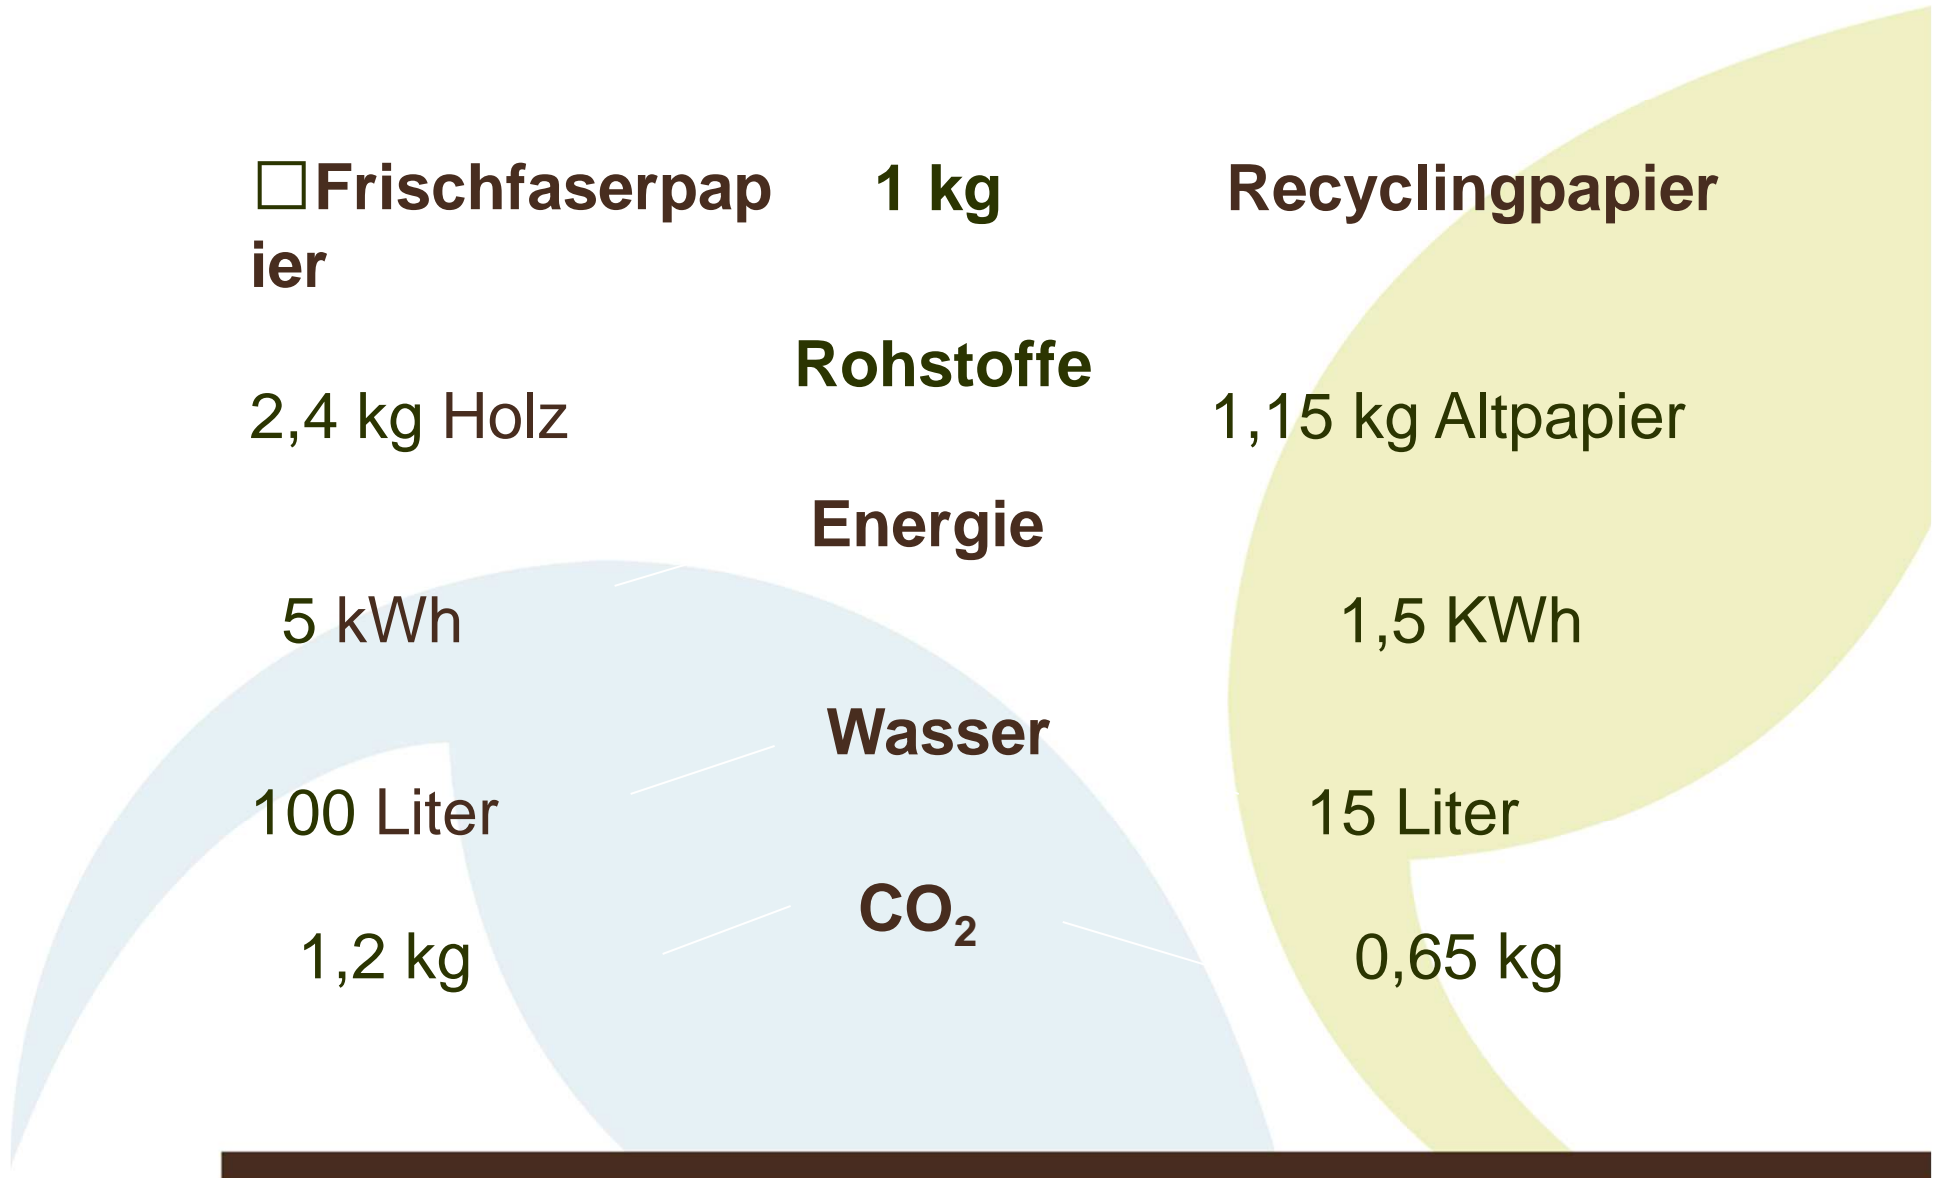 ☐Frischfaserpap 1 kg Recyclingpapier
ier
Rohstoffe
2,4 kg Holz 1,15 kg Altpapier
Energie
5 kWh 1,5 KWh
Wasser
100 Liter 15 Liter
CO₂
1,2 kg 0,65 kg